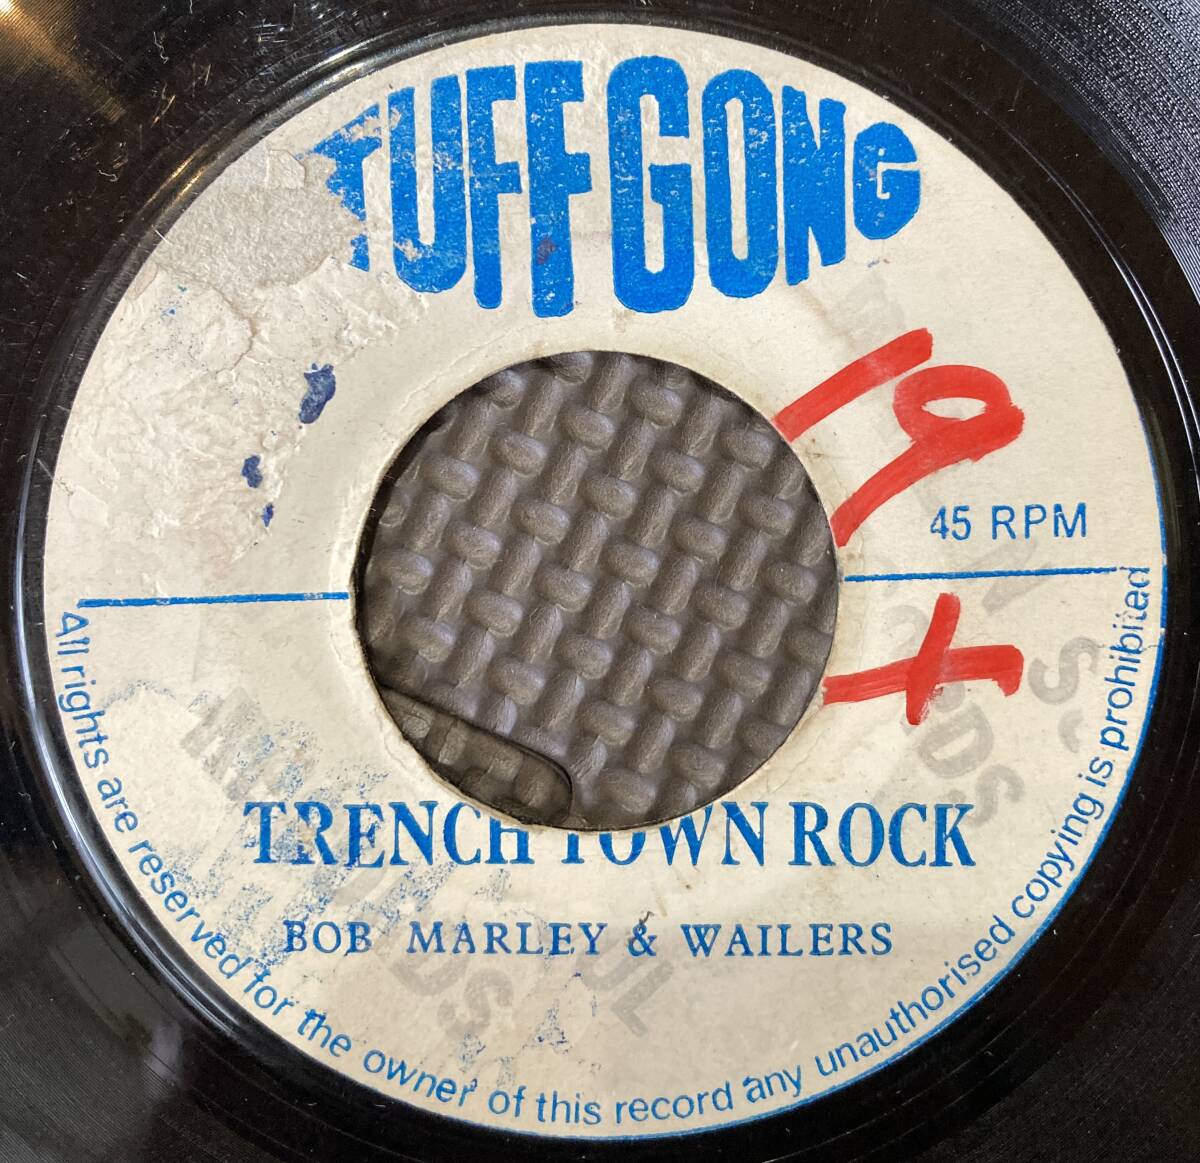 TUFF GONG
19
45 RPM
+
TRENCH TOWN ROCK
BOB MARLEY & WAILERS
All rights are reserved for the owner of this record any unauthorised copying is prohibited